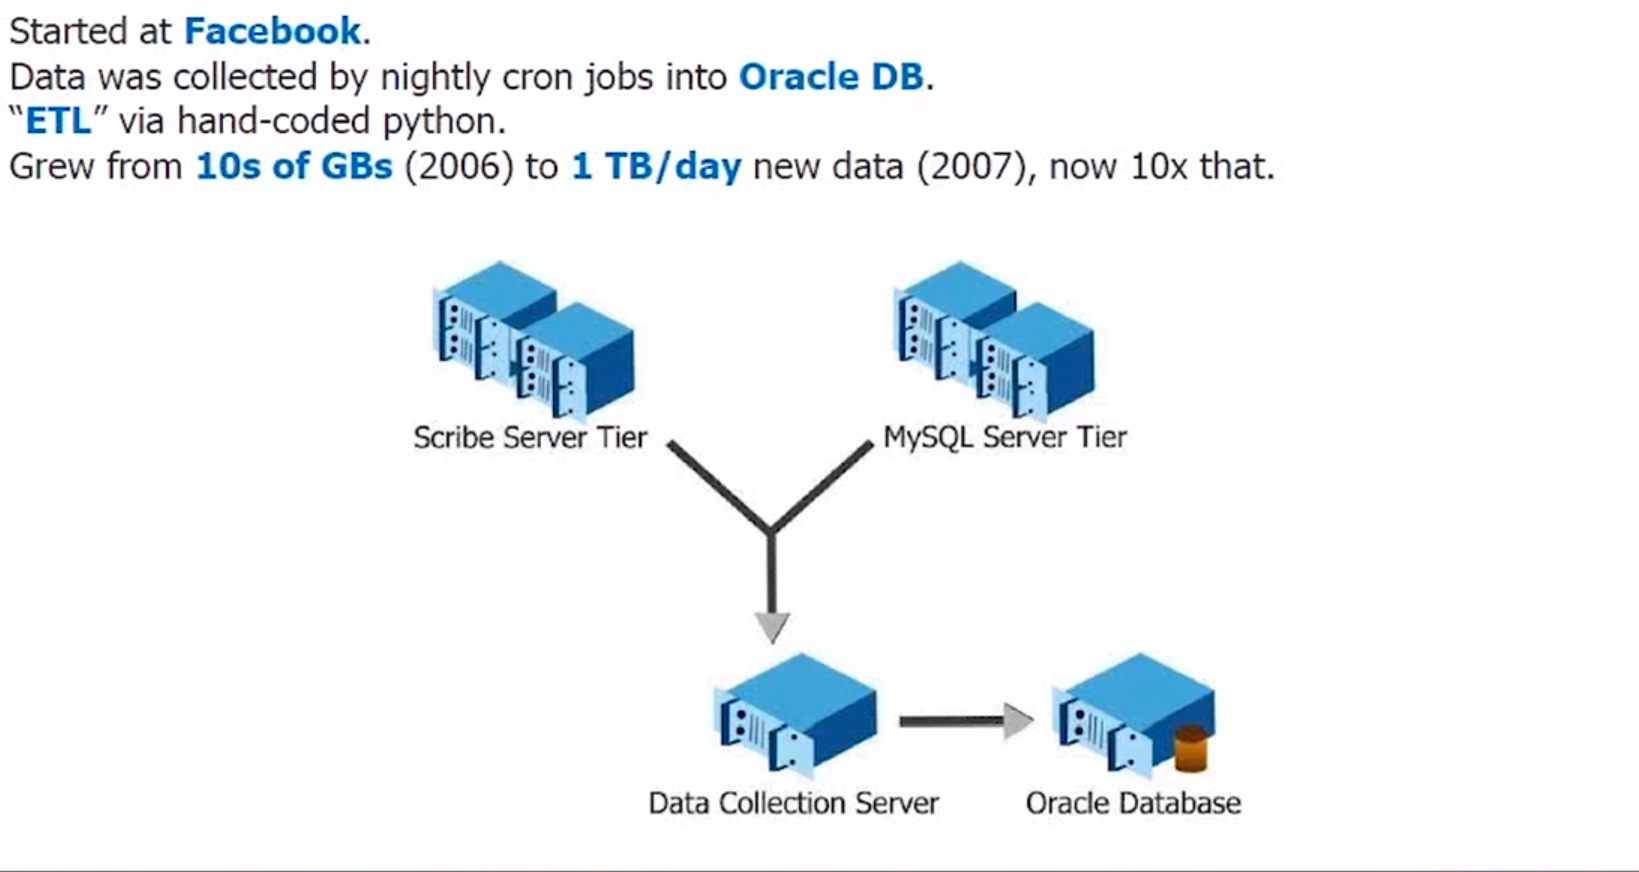 Started at Facebook.
Data was collected by nightly cron jobs into Oracle DB.
“ETL” via hand-coded python.
Grew from 10s of GBs (2006) to 1 TB/day new data (2007), now 10x that.
Scribe Server Tier
MySQL Server Tier
Data Collection Server
Oracle Database